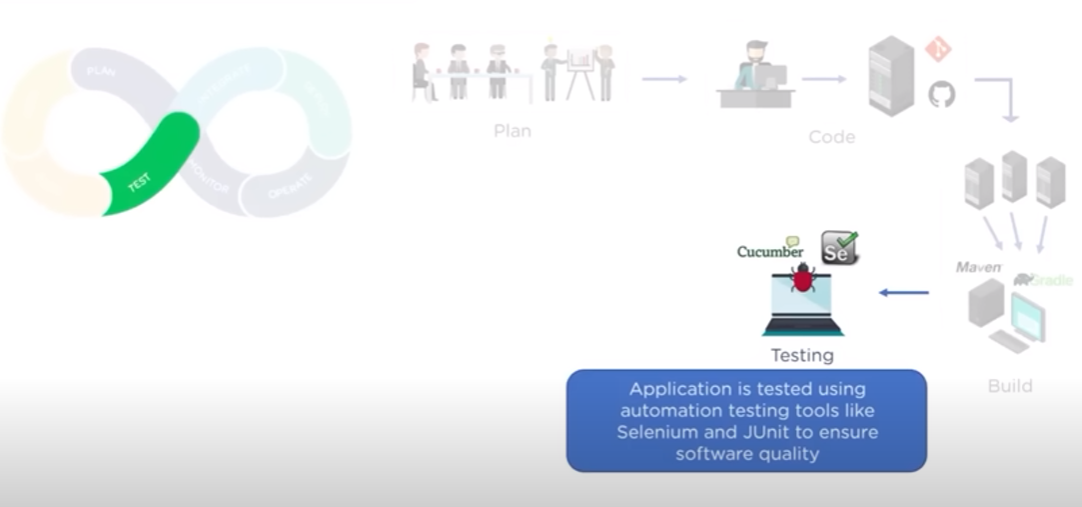 PLAN
TEST
MONITOR
OPERATE
Plan
Code
Cucumber
Se
Maven
Gradle
Testing
Build
Application is tested using
automation testing tools like
Selenium and JUnit to ensure
software quality